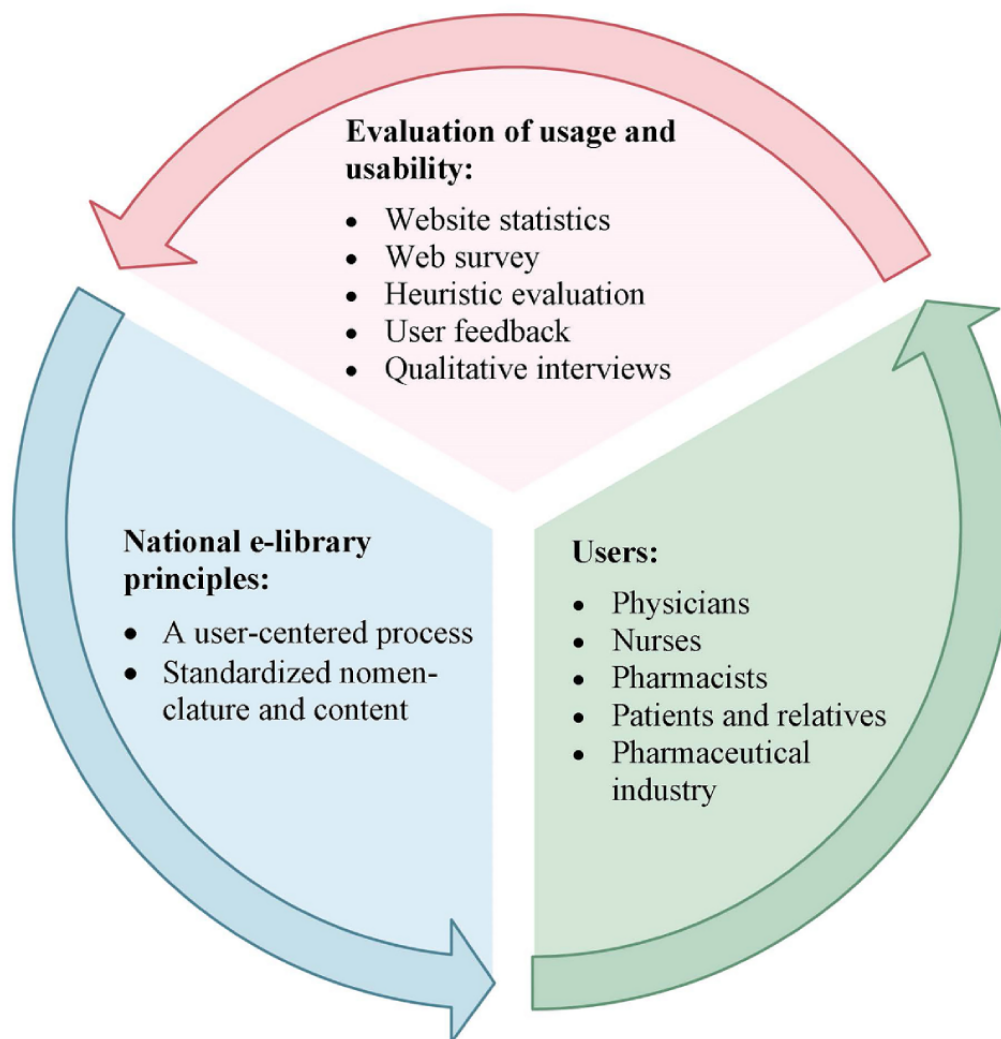 Evaluation of usage and
usability:
• Website statistics
• Web survey
• Heuristic evaluation
• User feedback
• Qualitative interviews
National e-library
principles:
• A user-centered process
• Standardized nomen-
clature and content
Users:
• Physicians
• Nurses
• Pharmacists
• Patients and relatives
• Pharmaceutical
industry